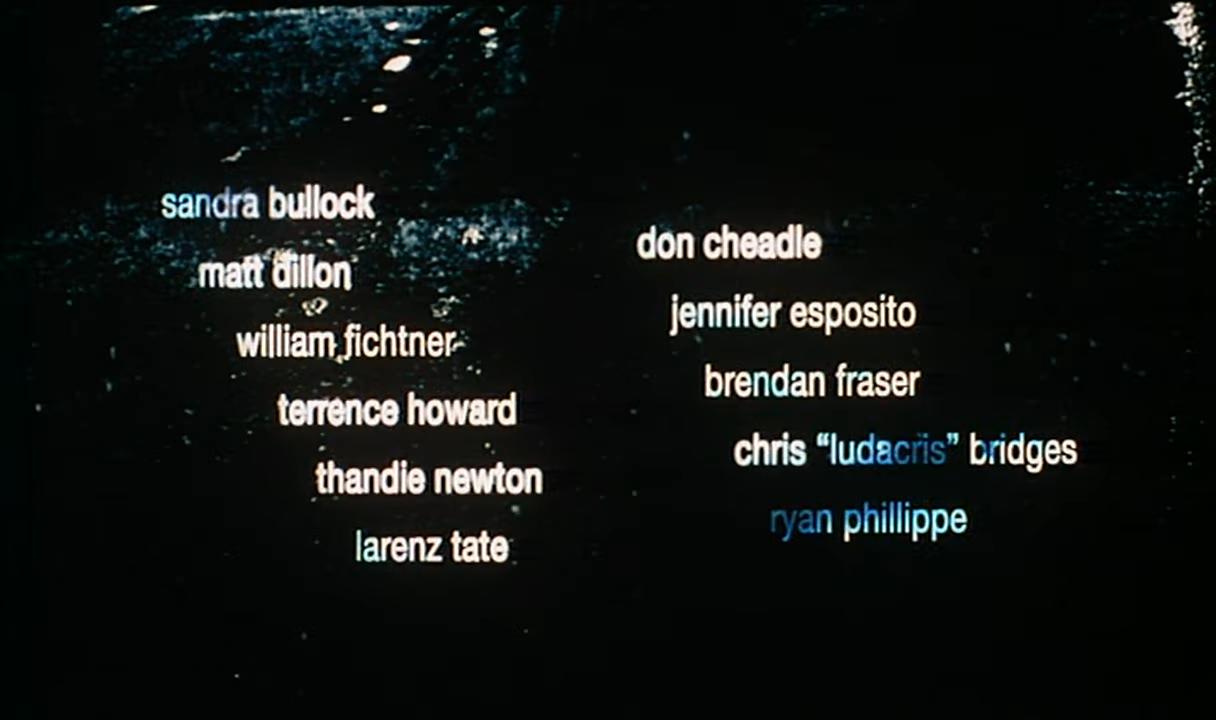 sandra bullock
matt dillon
william fichtner
terrence howard
thandie newton
larenz tate
don cheadle
jennifer esposito
brendan fraser
chris “ludacris” bridges
ryan phillippe